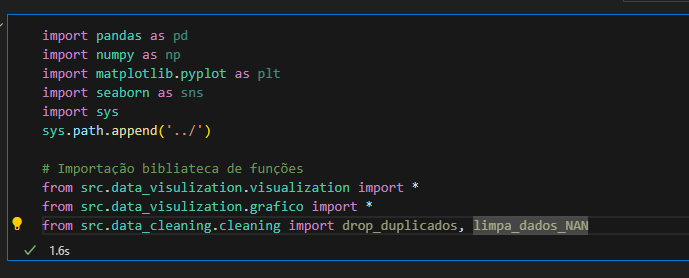 import pandas as pd
import numpy as np
import matplotlib.pyplot as plt
import seaborn as sns
import sys
sys.path.append('../')
# Importação bibliateca de funções
from src.data_visulization.visualization import *
from src.data_visulization.grafico import *
from src.data_cleaning.cleaning import drop_duplicados, limpa_dados_NAN
1.6s